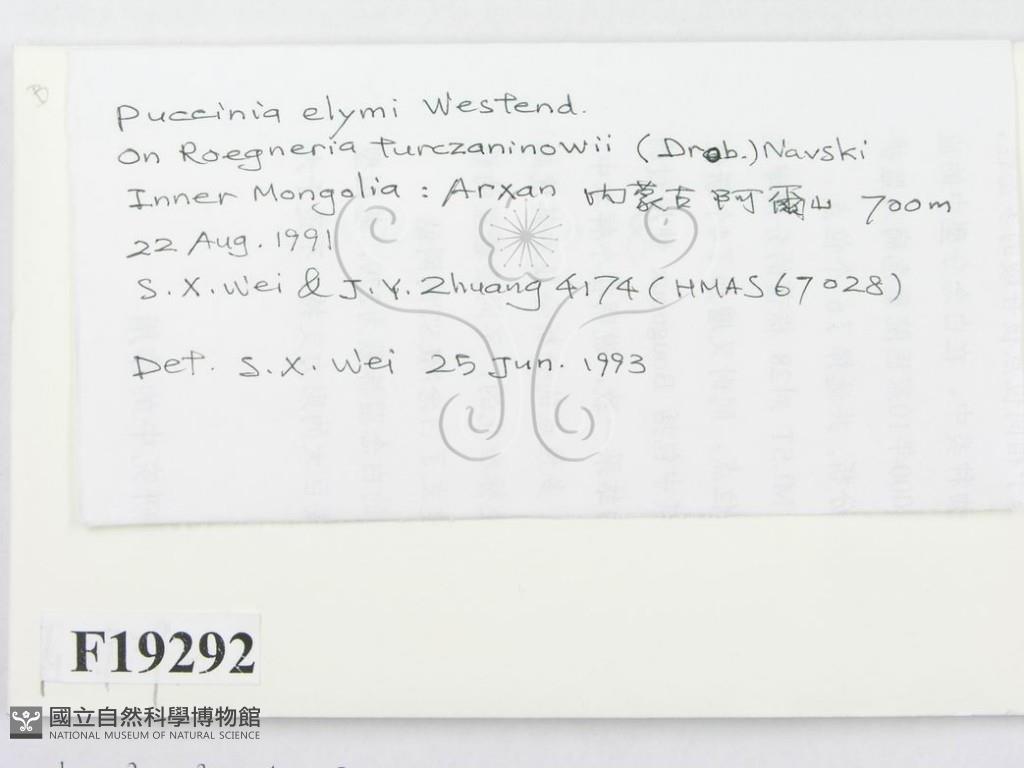 Puccinia elymi Westend.
On Roegneria turczaninowii (Drob.) Navski
Inner Mongolia : Arxan 內蒙古阿爾山 700m
22 Aug. 1991
S. X. Wei & J. Y. Zhuang 4174 (HMAS 67028)
Det. S. X. Wei 25 Jun. 1993
F19292
國立自然科學博物館
NATIONAL MUSEUM OF NATURAL SCIENCE